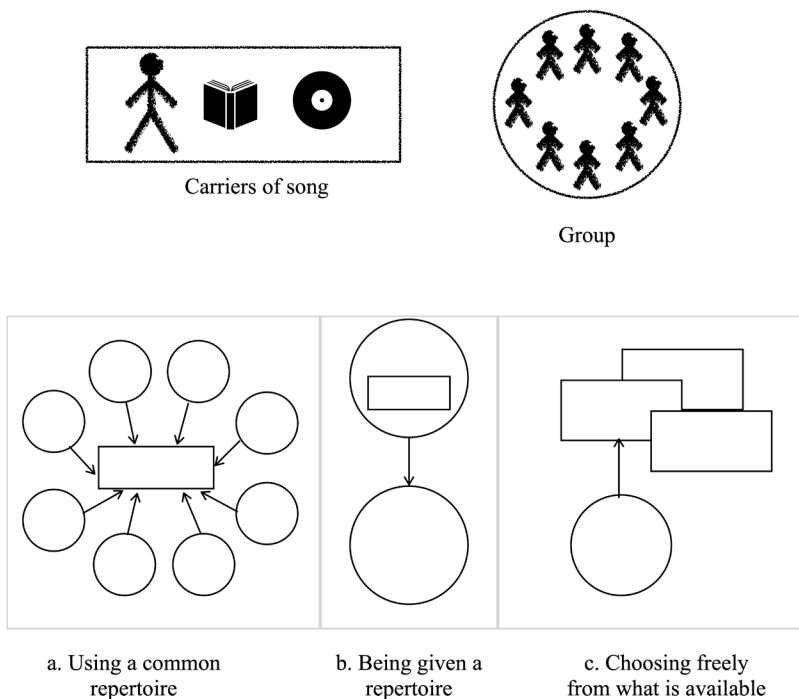 Carriers of song
Group
a. Using a common
repertoire
b. Being given a
repertoire
c. Choosing freely
from what is available